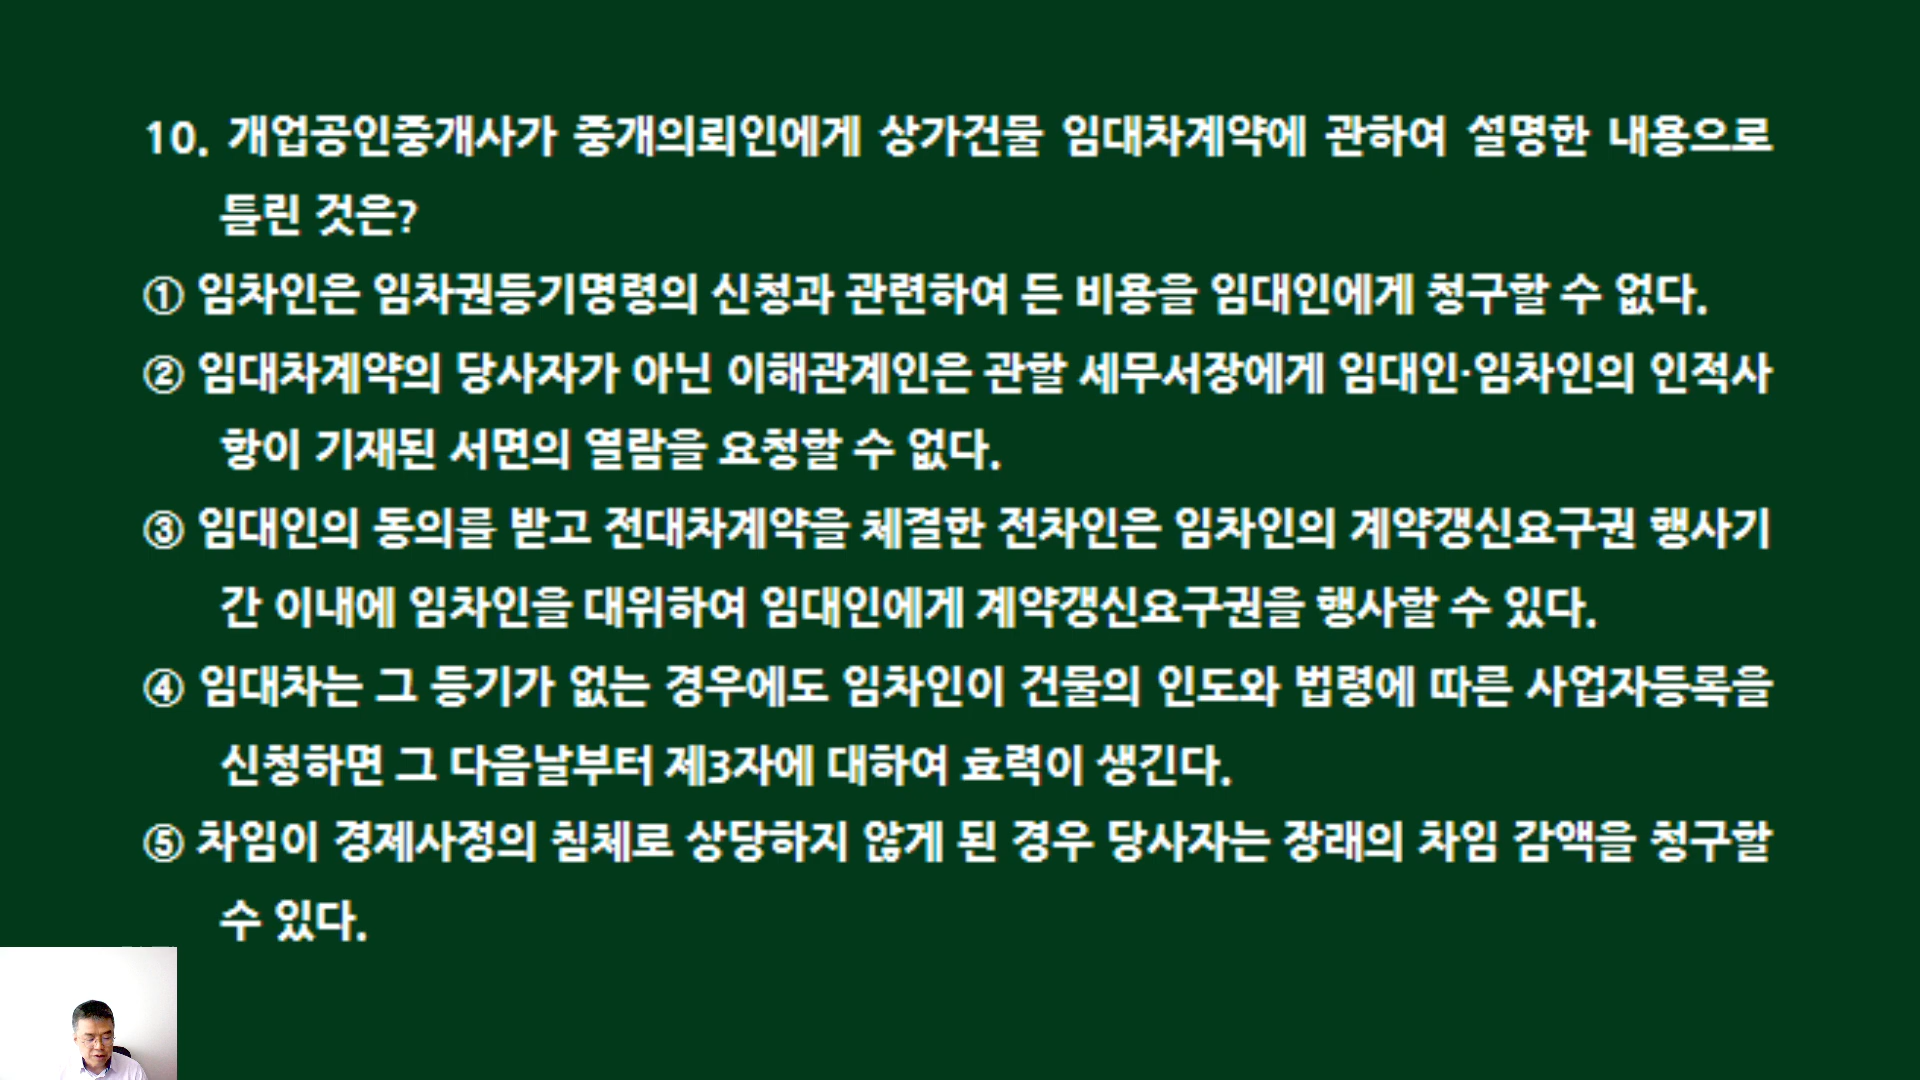 10. 개업공인중개사가 중개의뢰인에게 상가건물 임대차계약에 관하여 설명한 내용으로
틀린 것은?
① 임차인은 임차권등기명령의 신청과 관련하여 든 비용을 임대인에게 청구할 수 없다.
② 임대차계약의 당사자가 아닌 이해관계인은 관할 세무서장에게 임대인·임차인의 인적사
항이 기재된 서면의 열람을 요청할 수 없다.
③ 임대인의 동의를 받고 전대차계약을 체결한 전차인은 임차인의 계약갱신요구권 행사기
간 이내에 임차인을 대위하여 임대인에게 계약갱신요구권을 행사할 수 있다.
④ 임대차는 그 등기가 없는 경우에도 임차인이 건물의 인도와 법령에 따른 사업자등록을
신청하면 그 다음날부터 제3자에 대하여 효력이 생긴다.
⑤ 차임이 경제사정의 침체로 상당하지 않게 된 경우 당사자는 장래의 차임 감액을 청구할
수 있다.